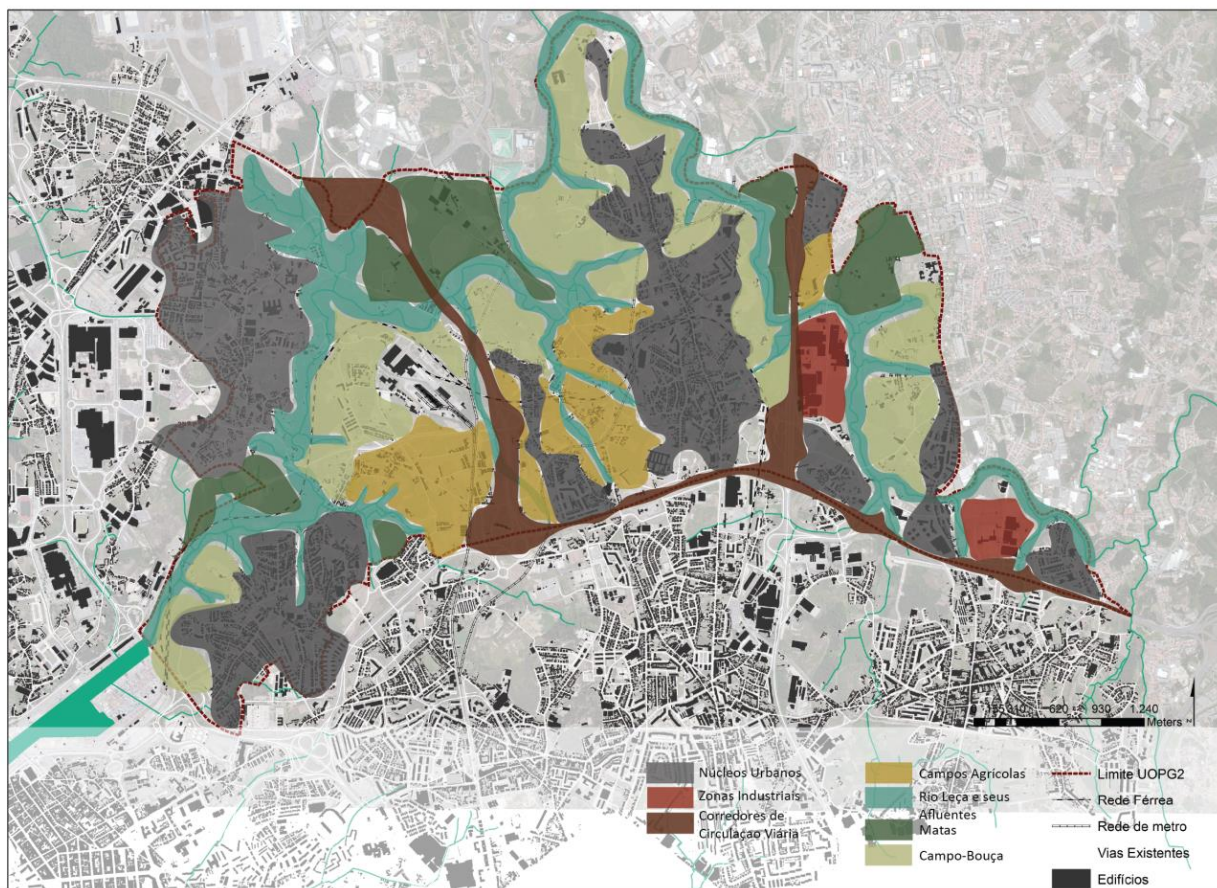 620
930
1.240
Meters
Núcleos Urbanos
Zonas Industriais
Corredores de
Circulaçao Viária
Campos Agrícolas
Rio Leça e seus
Afluentes
Matas
Campo-Bouça
Limite UOPG2
Rede Férrea
Rede de metro
Vias Existentes
Edifícios